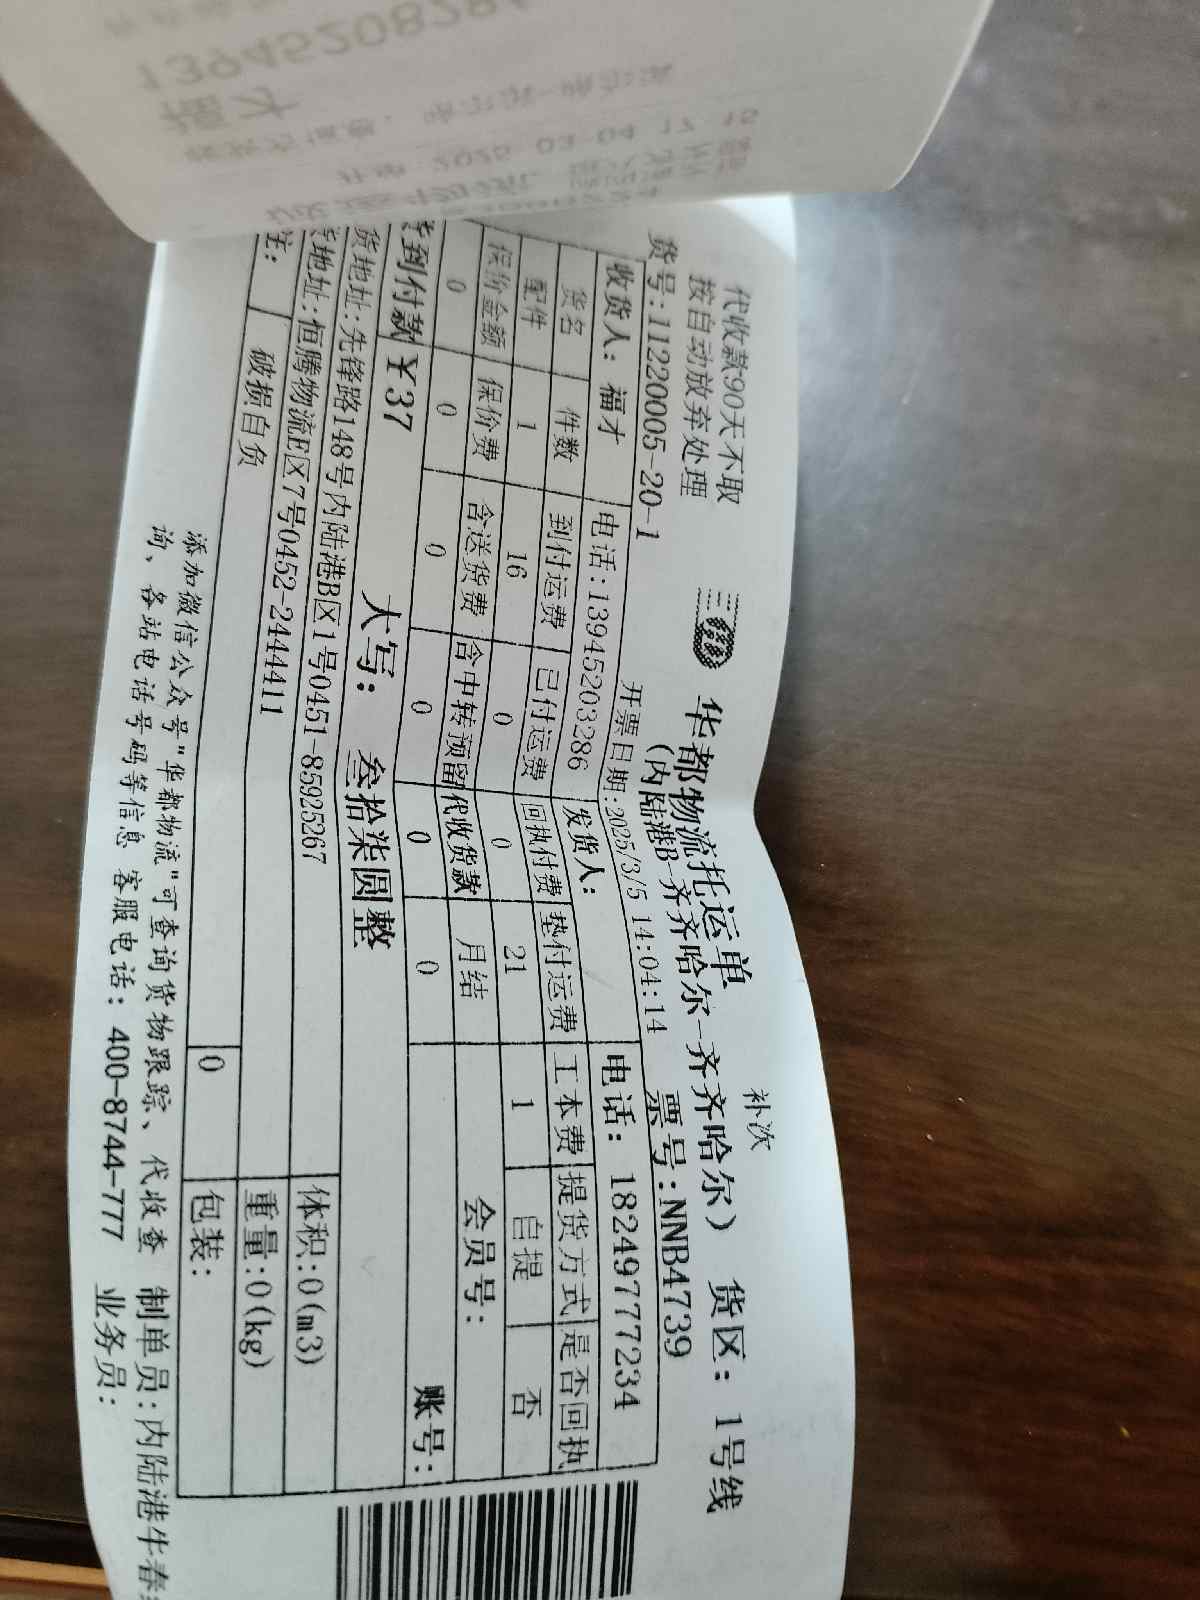 代收款90天不取
按自动放弃处理
华都物流托运单
补次
(内陆港B-齐齐哈尔-齐齐哈尔)
货区: 1号线
货号:11220005-20-1
开票日期:2025/3/5 14:04:14
票号:NNB4739
收货人: 福才 电话:13945203286 发货人: 电话: 18249777234
货名 件数 到付运费 已付运费 回执付费 垫付运费 工本费 提货方式 是否回执
配件 1 16 0 0 21 1 自提 否
保价金额 保价费 含送货费 含中转预留 代收货款 月结 会员号:
0 0 0 0 0 0 账号:
到付款 ¥37 大写: 叁拾柒圆整
货地址:先锋路148号内陆港B区1号0451-85925267 体积:0(m3)
地址:恒腾物流E区7号0452-2444411 重量:0(kg)
注: 破损自负 0 包装:
添加微信公众号"华都物流"可查询货物跟踪、代收查 制单员:内陆港牛春
询、各站电话号码等信息 客服电话: 400-8744-777 业务员: